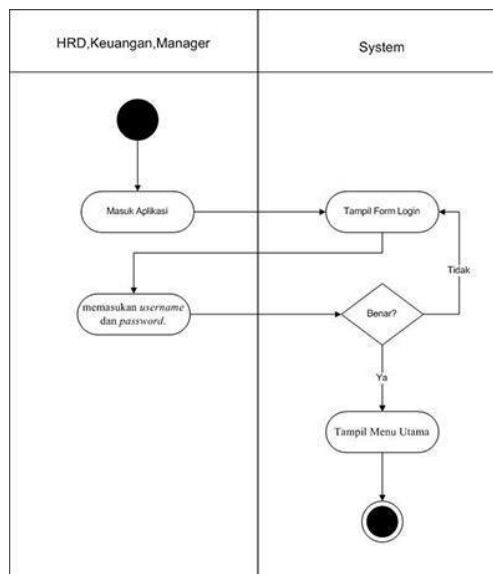 HRD,Keuangan,Manager
System
Masuk Aplikasi
Tampil Form Login
Tidak
memasukan username
dan password.
Benar?
Ya
Tampil Menu Utama